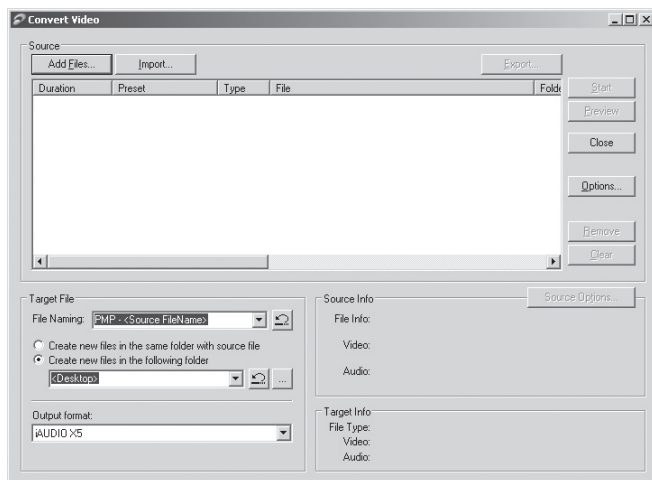 Convert Video
Source
Add Files... Import... Export...
Duration Preset Type File Folde
Start
Preview
Close
Options...
Remove
Clear
Target File
File Naming: PMP - <Source FileName>
Create new files in the same folder with source file
Create new files in the following folder
<Desktop> ...
Output format:
iAUDIO X5
Source Info
Source Options...
File Info:
Video:
Audio:
Target Info
File Type:
Video:
Audio: